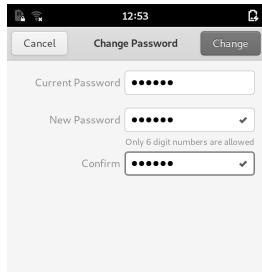 12:53
Cancel Change Password Change
Current Password ●●●●●●
New Password ●●●●●●
Only 6 digit numbers are allowed
Confirm ●●●●●●